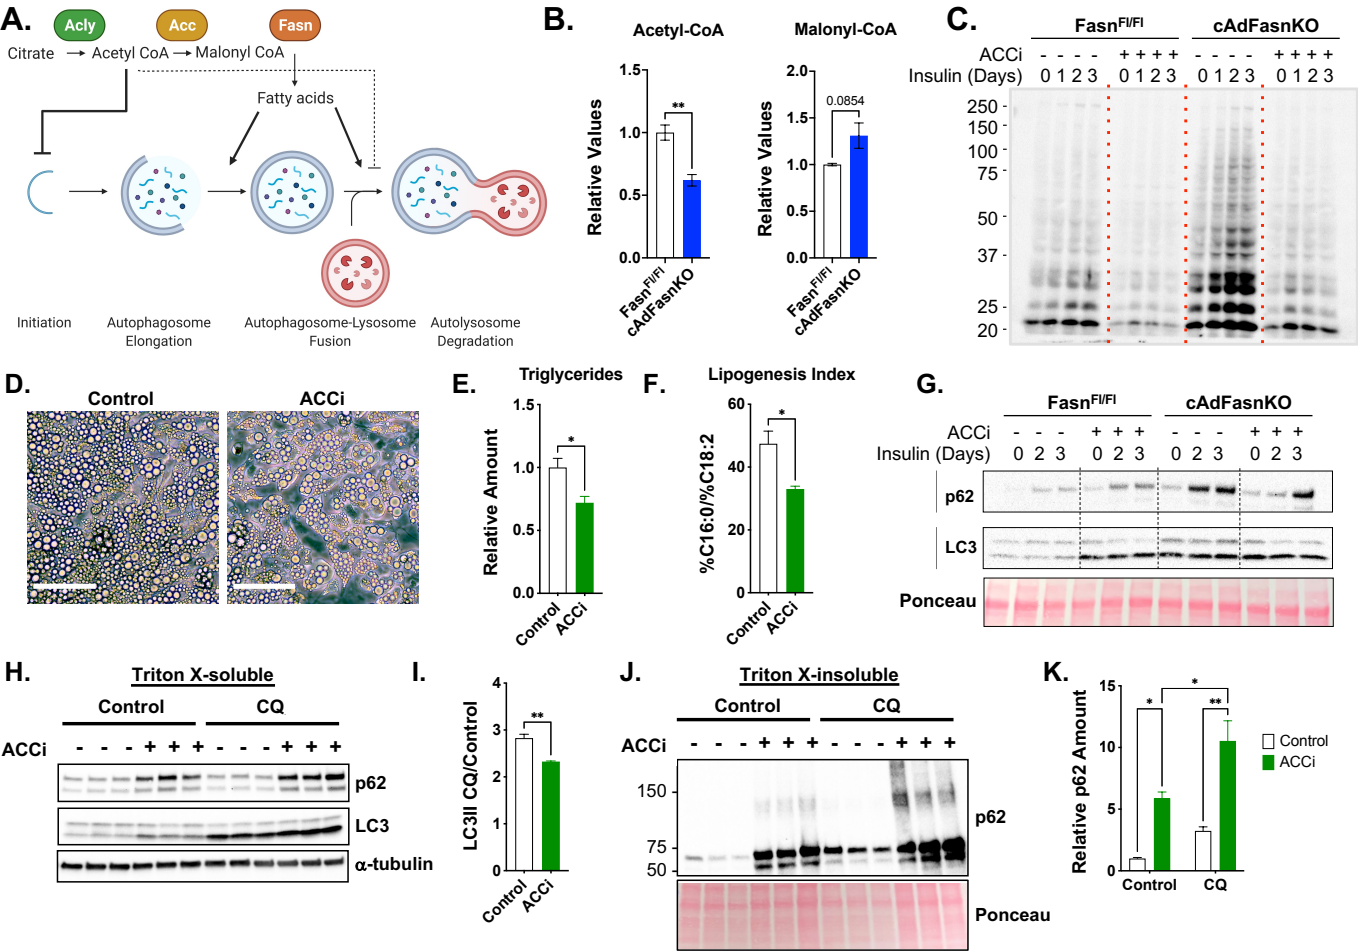 A.
Acly Acc Fasn
Citrate Acetyl CoA Malonyl CoA
Fatty acids
Initiation Autophagosome Elongation Autophagosome-Lysosome Fusion Autolysosome Degradation
B.
Acetyl-CoA
Relative Values
1.5
1.0
0.5
0.0
**
FasnFl/Fl
cAdFasnKO
Malonyl-CoA
Relative Values
2.0
1.5
1.0
0.5
0.0
0.0854
FasnFl/Fl
cAdFasnKO
C.
FasnFl/Fl cAdFasnKO
ACCi - - - - + + + + - - - - + + + +
Insulin (Days) 0 1 2 3 0 1 2 3 0 1 2 3 0 1 2 3
250
150
100
75
50
37
25
20
D.
Control ACCi
E.
Triglycerides
Relative Amount
1.5
1.0
0.5
0.0
*
Control
ACCi
F.
Lipogenesis Index
%C16:0/%C18:2
60
40
20
0
*
Control
ACCi
G.
FasnFl/Fl cAdFasnKO
ACCi - - - + + + - - - + + +
Insulin (Days) 0 2 3 0 2 3 0 2 3 0 2 3
p62
LC3
Ponceau
H.
Triton X-soluble
Control CQ
ACCi - - - + + + - - - + + +
p62
LC3
α-tubulin
I.
LC3II CQ/Control
4
3
2
1
0
**
Control
ACCi
J.
Triton X-insoluble
Control CQ
ACCi - - - + + + - - - + + +
150
75
50
p62
Ponceau
K.
Relative p62 Amount
15
10
5
0
*
* **
Control CQ
Control
ACCi